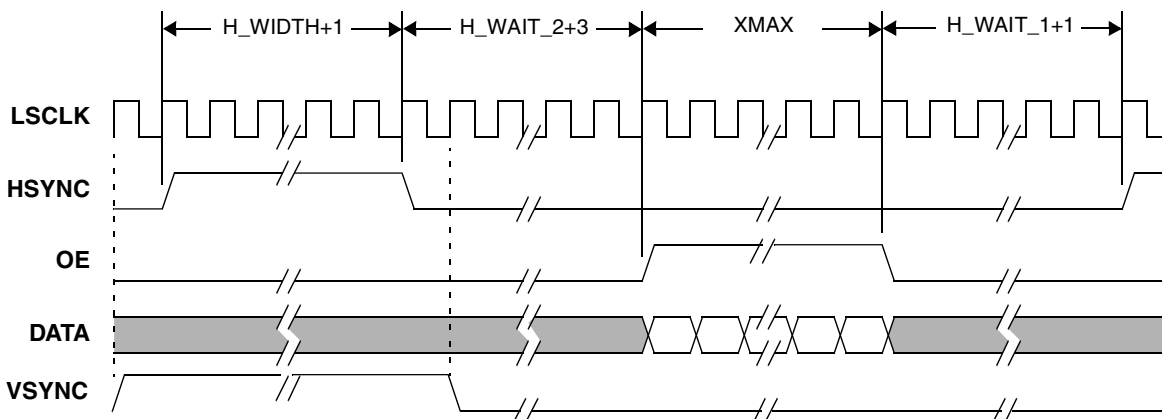 H_WIDTH+1 H_WAIT_2+3 XMAX H_WAIT_1+1
LSCLK
HSYNC
OE
DATA
VSYNC